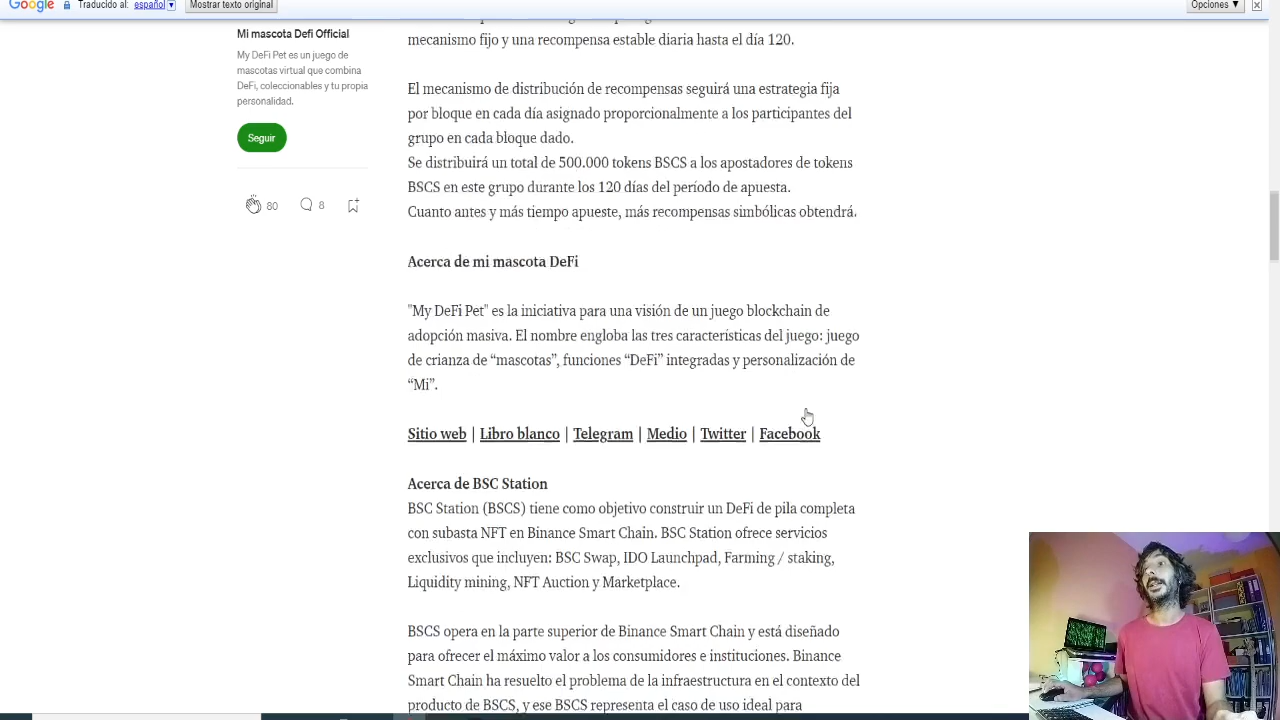 Google Traducido al: español ▼ Mostrar texto original Opciones ▼
Mi mascota Defi Official
My DeFi Pet es un juego de
mascotas virtual que combina
DeFi, coleccionables y tu propia
personalidad.
Seguir
80 8
mecanismo fijo y una recompensa estable diaria hasta el día 120.
El mecanismo de distribución de recompensas seguirá una estrategia fija
por bloque en cada día asignado proporcionalmente a los participantes del
grupo en cada bloque dado.
Se distribuirá un total de 500.000 tokens BSCS a los apostadores de tokens
BSCS en este grupo durante los 120 días del período de apuesta.
Cuanto antes y más tiempo apueste, más recompensas simbólicas obtendrá.
Acerca de mi mascota DeFi
"My DeFi Pet" es la iniciativa para una visión de un juego blockchain de
adopción masiva. El nombre engloba las tres características del juego: juego
de crianza de “mascotas”, funciones “DeFi” integradas y personalización de
“Mi”.
Sitio web | Libro blanco | Telegram | Medio | Twitter | Facebook
Acerca de BSC Station
BSC Station (BSCS) tiene como objetivo construir un DeFi de pila completa
con subasta NFT en Binance Smart Chain. BSC Station ofrece servicios
exclusivos que incluyen: BSC Swap, IDO Launchpad, Farming / staking,
Liquidity mining, NFT Auction y Marketplace.
BSCS opera en la parte superior de Binance Smart Chain y está diseñado
para ofrecer el máximo valor a los consumidores e instituciones. Binance
Smart Chain ha resuelto el problema de la infraestructura en el contexto del
producto de BSCS, y ese BSCS representa el caso de uso ideal para